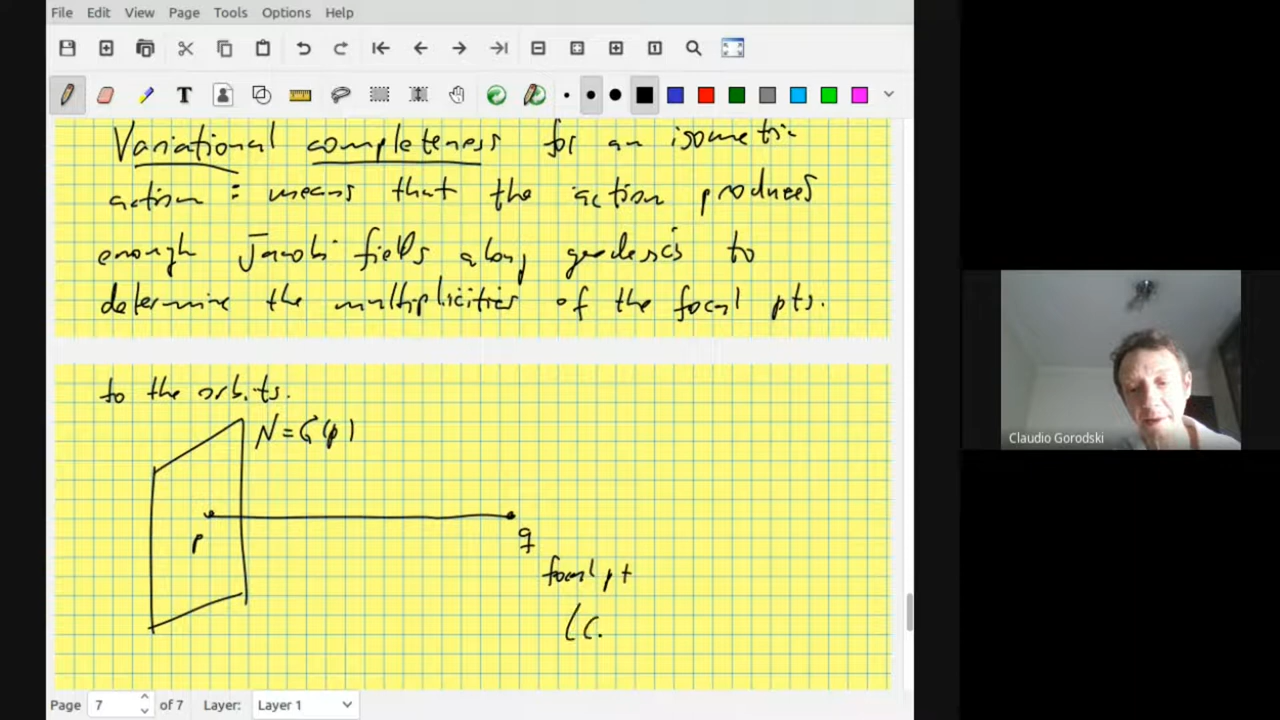 File Edit View Page Tools Options Help
Variational completeness for an isometric
action : means that the action produces
enough Jacobi fields along geodesics to
determine the multiplicities of the focal pts.
to the orbits.
N = G(p)
p
q
focal pt
(C.
Claudio Gorodski
Page 7 of 7 Layer: Layer 1